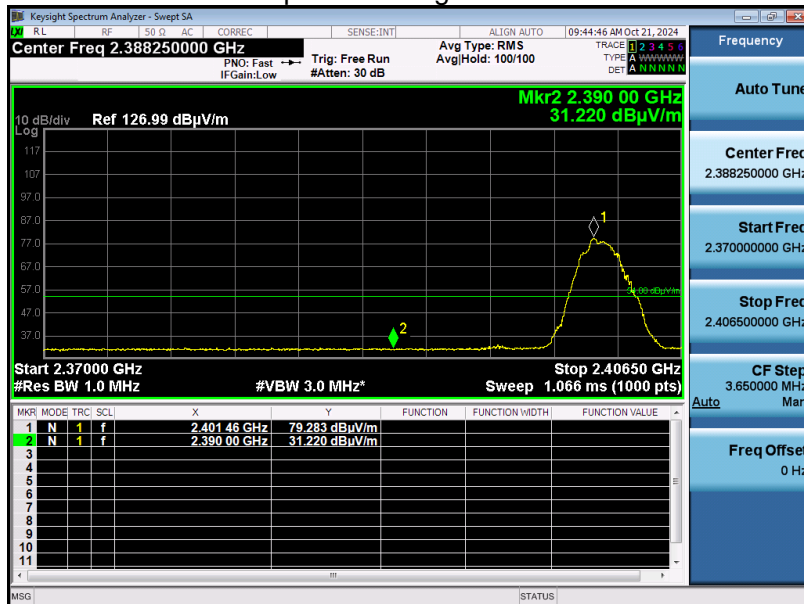 Keysight Spectrum Analyzer - Swept SA
LXI RL RF 50 Ω AC CORREC SENSE:INT ALIGN AUTO 09:44:46 AM Oct 21, 2024
Center Freq 2.388250000 GHz
PNO: Fast
IFGain:Low
Trig: Free Run
#Atten: 30 dB
Avg Type: RMS
Avg|Hold: 100/100
TRACE 1 2 3 4 5 6
TYPE A WWWWW
DET A N N N N N
Mkr2 2.390 00 GHz
31.220 dBµV/m
10 dB/div Ref 126.99 dBµV/m
Log
117
107
97.0
87.0
77.0
67.0
57.0
47.0
37.0
1
2
54.00 dBµV/m
Start 2.37000 GHz Stop 2.40650 GHz
#Res BW 1.0 MHz #VBW 3.0 MHz* Sweep 1.066 ms (1000 pts)
MKR MODE TRC SCL X Y FUNCTION FUNCTION WIDTH FUNCTION VALUE
1 N 1 f 2.401 46 GHz 79.283 dBµV/m
2 N 1 f 2.390 00 GHz 31.220 dBµV/m
3
4
5
6
7
8
9
10
11
MSG STATUS
Frequency
Auto Tune
Center Freq
2.388250000 GHz
Start Freq
2.370000000 GHz
Stop Freq
2.406500000 GHz
CF Step
3.650000 MHz
Auto Man
Freq Offset
0 Hz